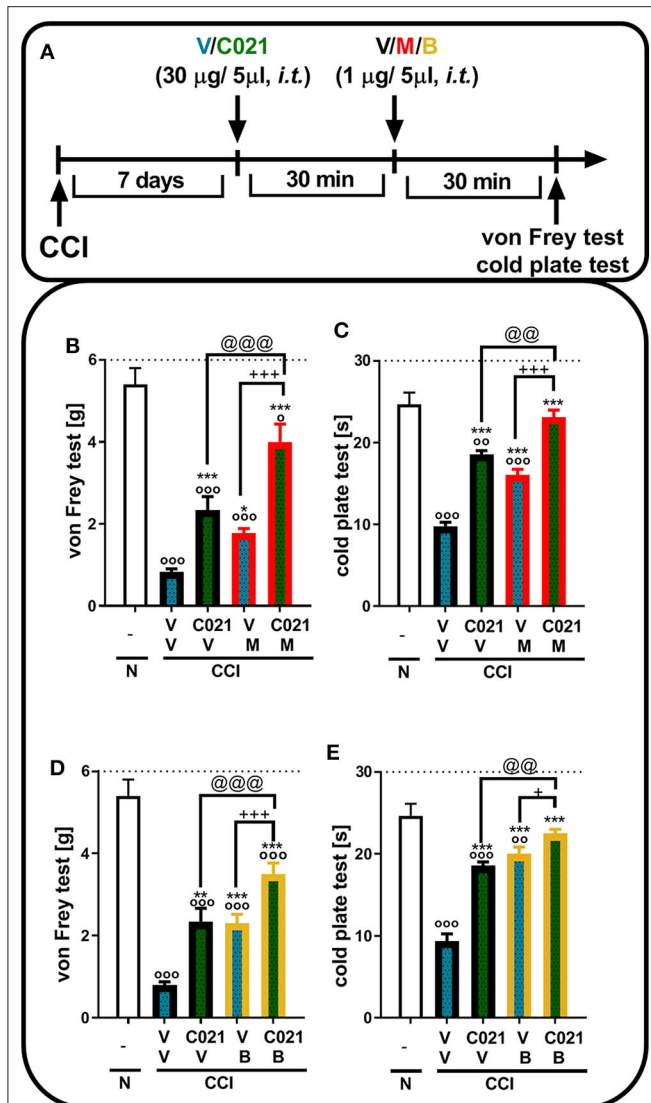 A
V/C021
(30 µg/ 5µl, i.t.)
V/M/B
(1 µg/ 5µl, i.t.)
7 days
30 min
30 min
CCI
von Frey test
cold plate test
B
von Frey test [g]
6
4
2
0
@@@
+++
ooo
***
ooo
*
ooo
***
o
- V C021 V C021
V V M M
N CCI
C
cold plate test [s]
30
20
10
0
@@
+++
ooo
***
oo
***
ooo
***
- V C021 V C021
V V M M
N CCI
D
von Frey test [g]
6
4
2
0
@@@
+++
ooo
**
ooo
***
ooo
***
ooo
- V C021 V C021
V V B B
N CCI
E
cold plate test [s]
30
20
10
0
@@
+
ooo
***
ooo
***
oo
***
- V C021 V C021
V V B B
N CCI